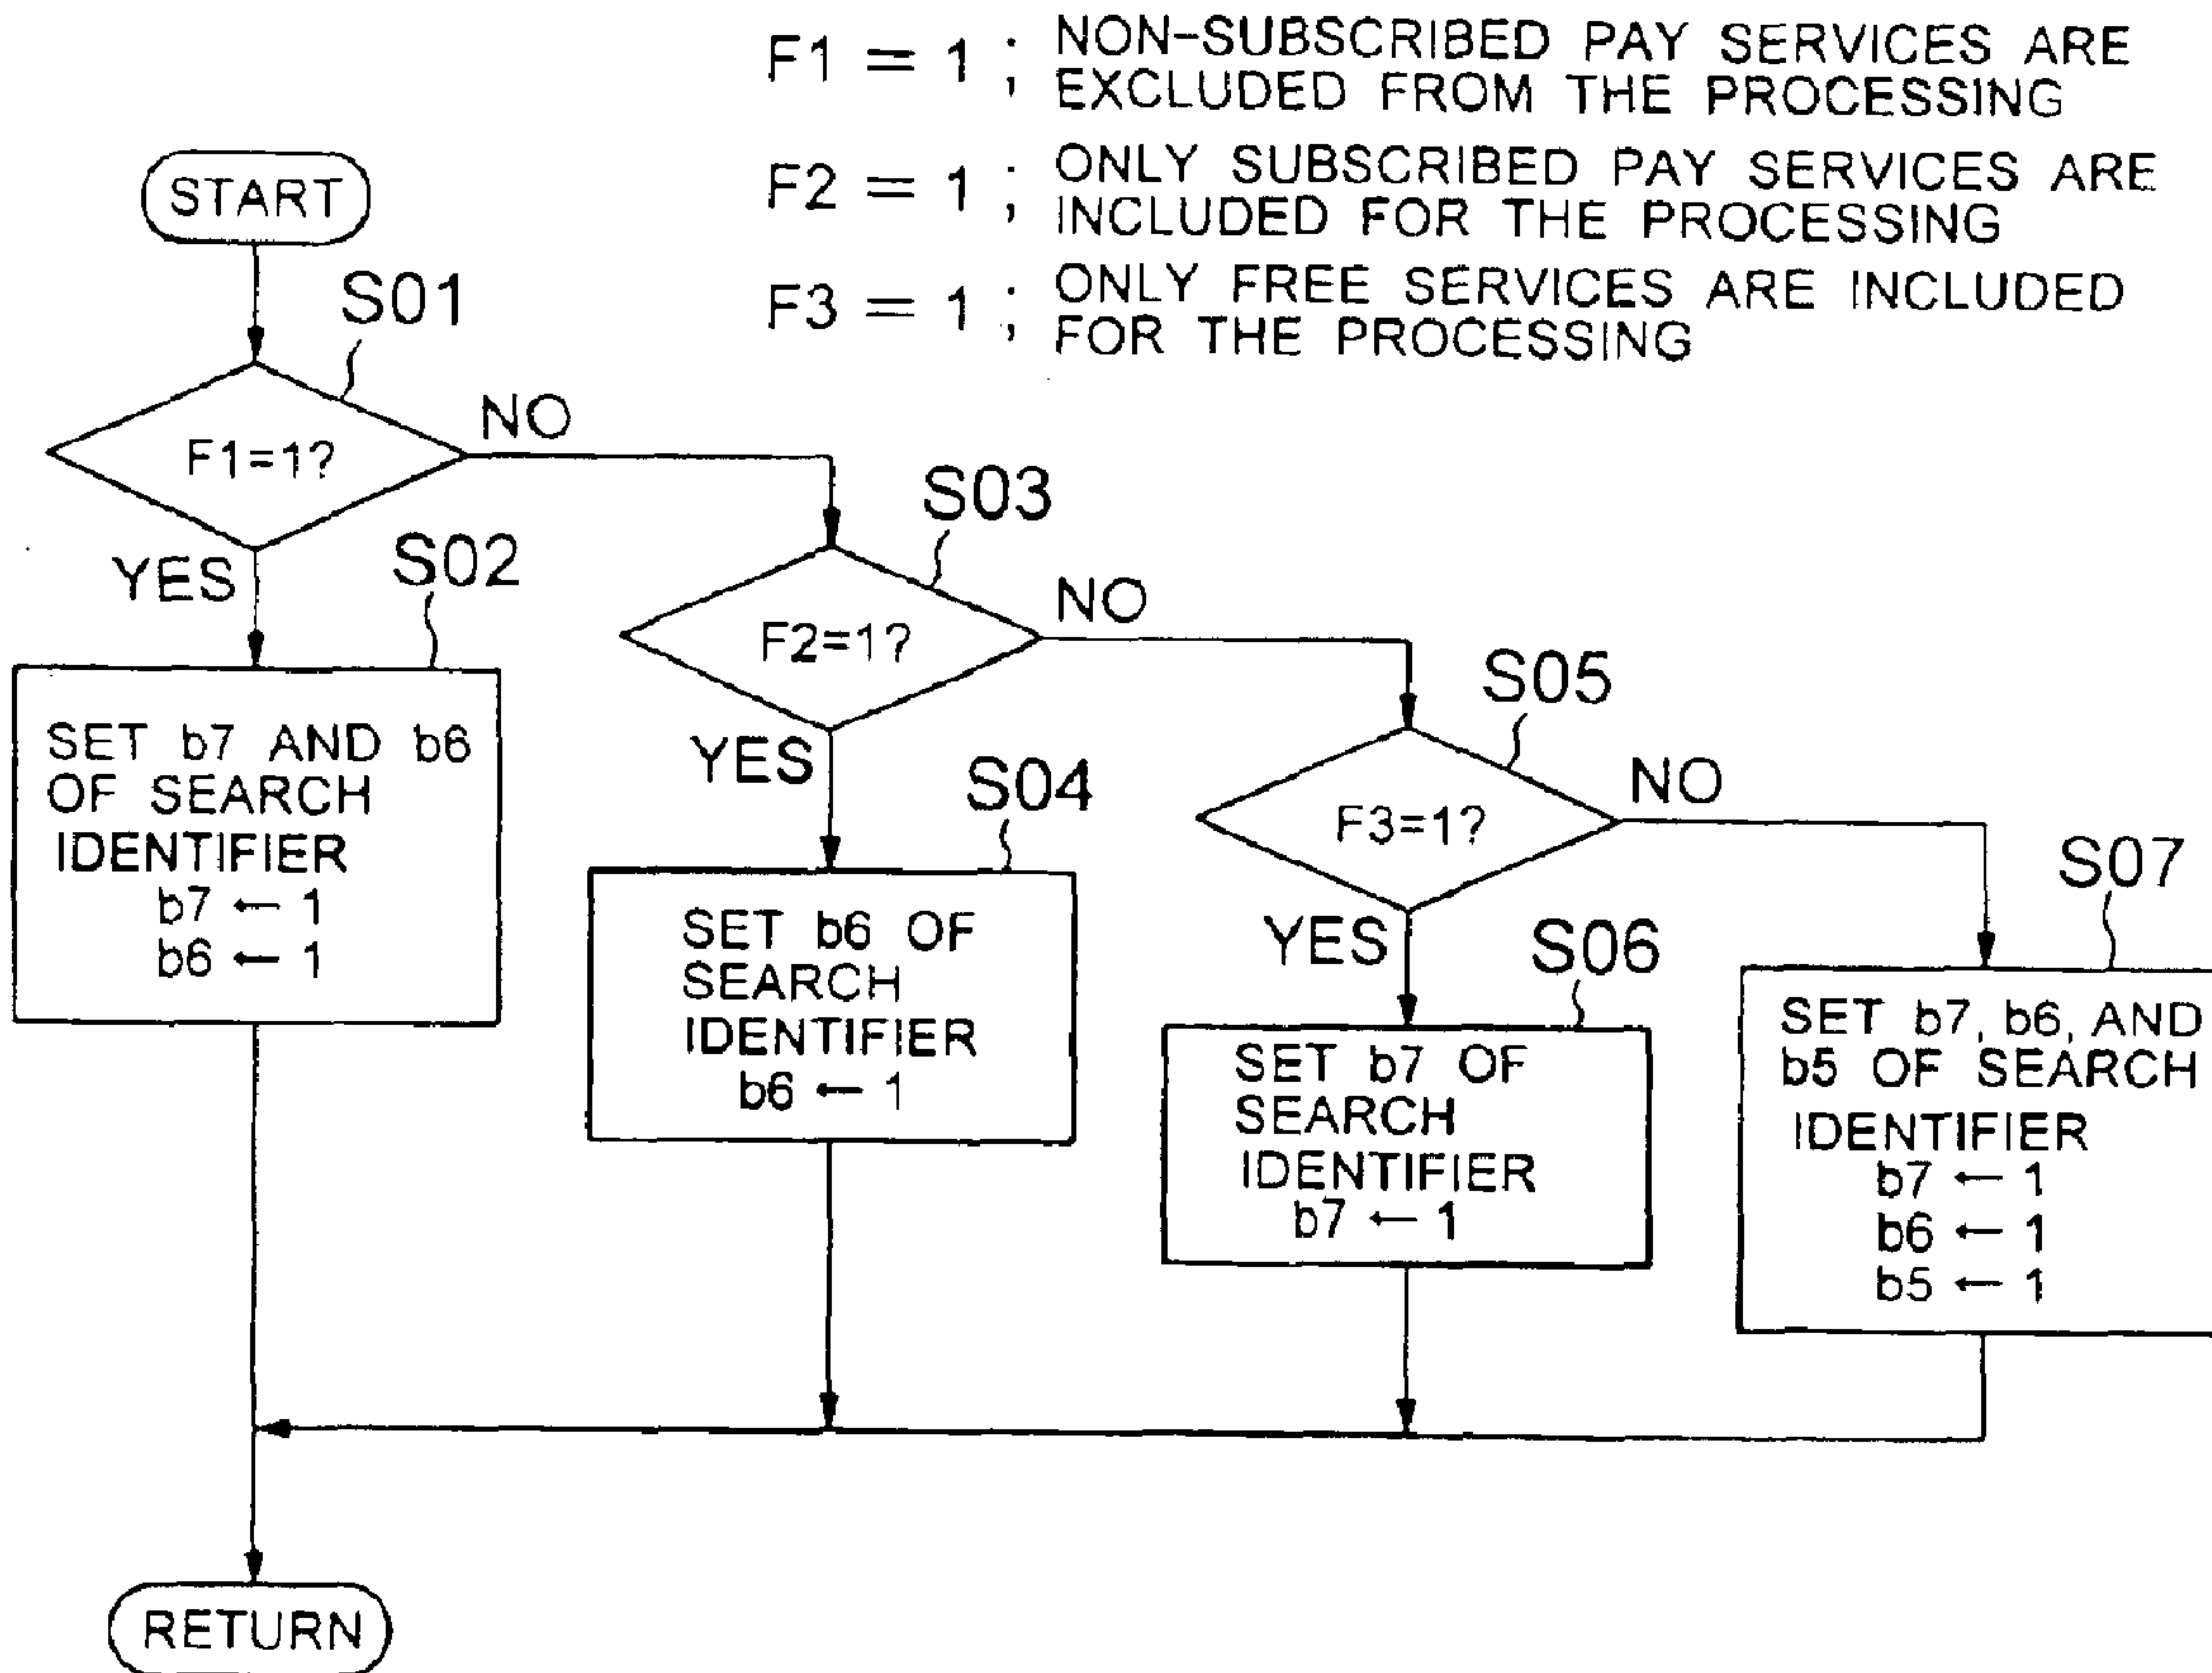 F1 = 1 ; NON-SUBSCRIBED PAY SERVICES ARE
EXCLUDED FROM THE PROCESSING
F2 = 1 ; ONLY SUBSCRIBED PAY SERVICES ARE
INCLUDED FOR THE PROCESSING
F3 = 1 ; ONLY FREE SERVICES ARE INCLUDED
FOR THE PROCESSING
START
S01
F1=1?
NO
YES
S02
SET b7 AND b6
OF SEARCH
IDENTIFIER
b7 ← 1
b6 ← 1
S03
F2=1?
NO
YES
S04
SET b6 OF
SEARCH
IDENTIFIER
b6 ← 1
S05
F3=1?
NO
YES
S06
SET b7 OF
SEARCH
IDENTIFIER
b7 ← 1
S07
SET b7, b6, AND
b5 OF SEARCH
IDENTIFIER
b7 ← 1
b6 ← 1
b5 ← 1
RETURN